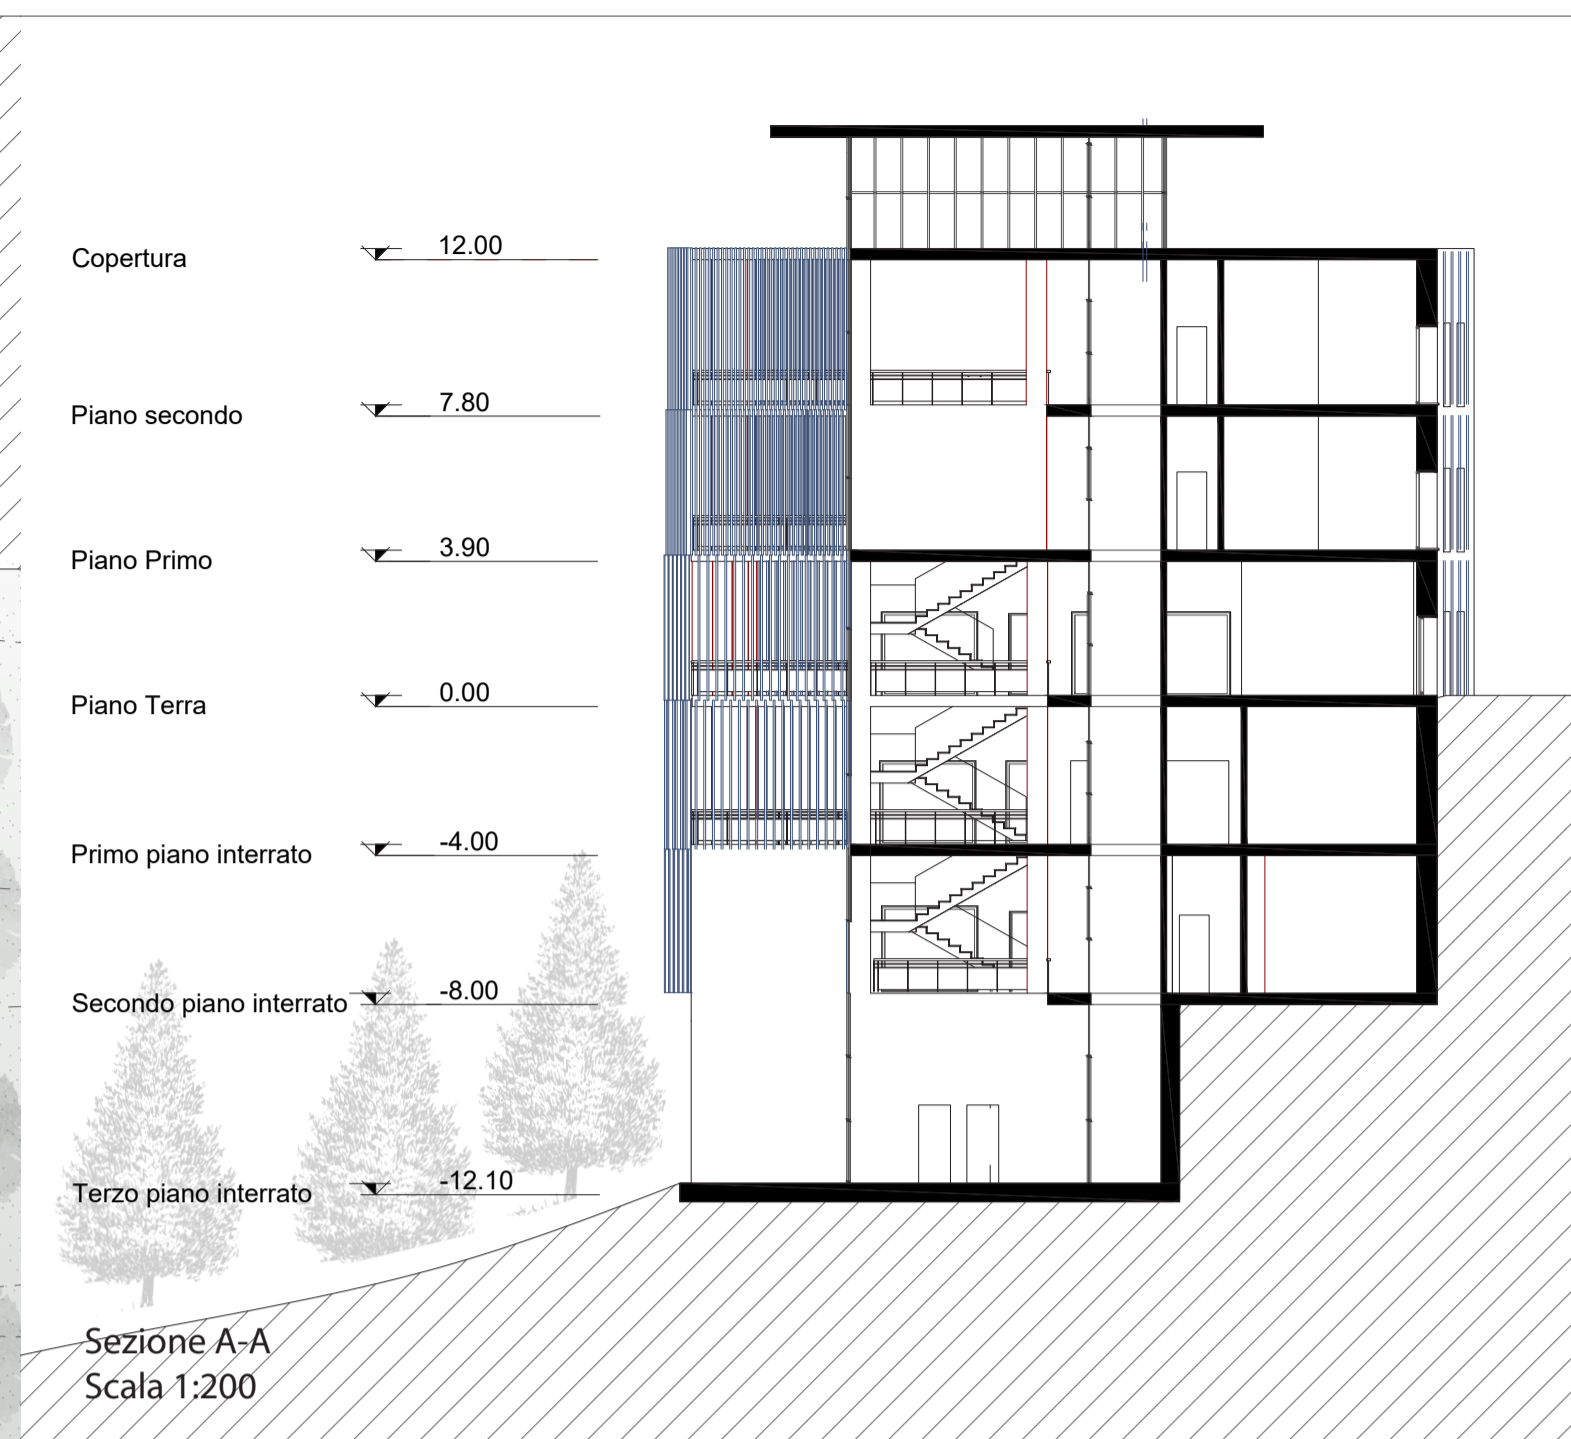 Copertura 12.00
Piano secondo 7.80
Piano Primo 3.90
Piano Terra 0.00
Primo piano interrato -4.00
Secondo piano interrato -8.00
Terzo piano interrato -12.10
Sezione A-A
Scala 1:200